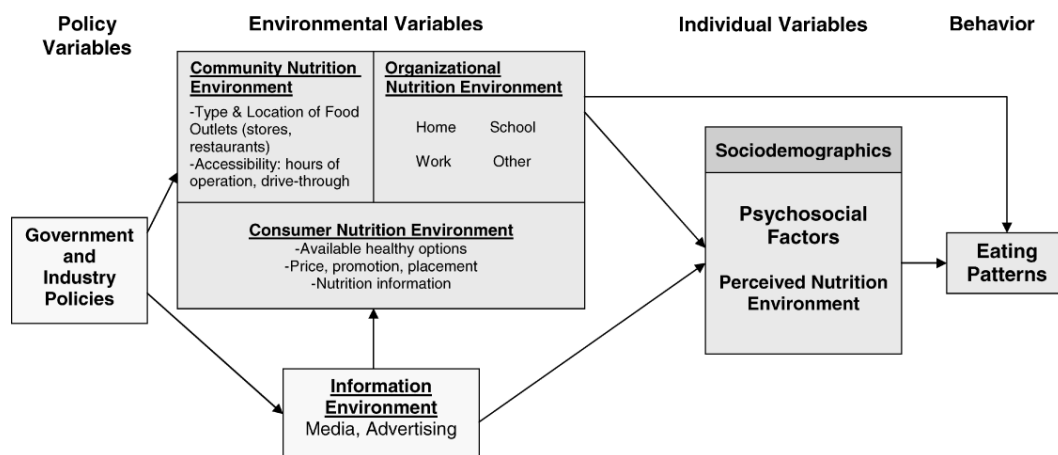 Policy
Variables
Environmental Variables
Individual Variables
Behavior
Community Nutrition
Environment
-Type & Location of Food
Outlets (stores,
restaurants)
-Accessibility: hours of
operation, drive-through
Organizational
Nutrition Environment
Home School
Work Other
Consumer Nutrition Environment
-Available healthy options
-Price, promotion, placement
-Nutrition information
Government
and
Industry
Policies
Information
Environment
Media, Advertising
Sociodemographics
Psychosocial
Factors
Perceived Nutrition
Environment
Eating
Patterns